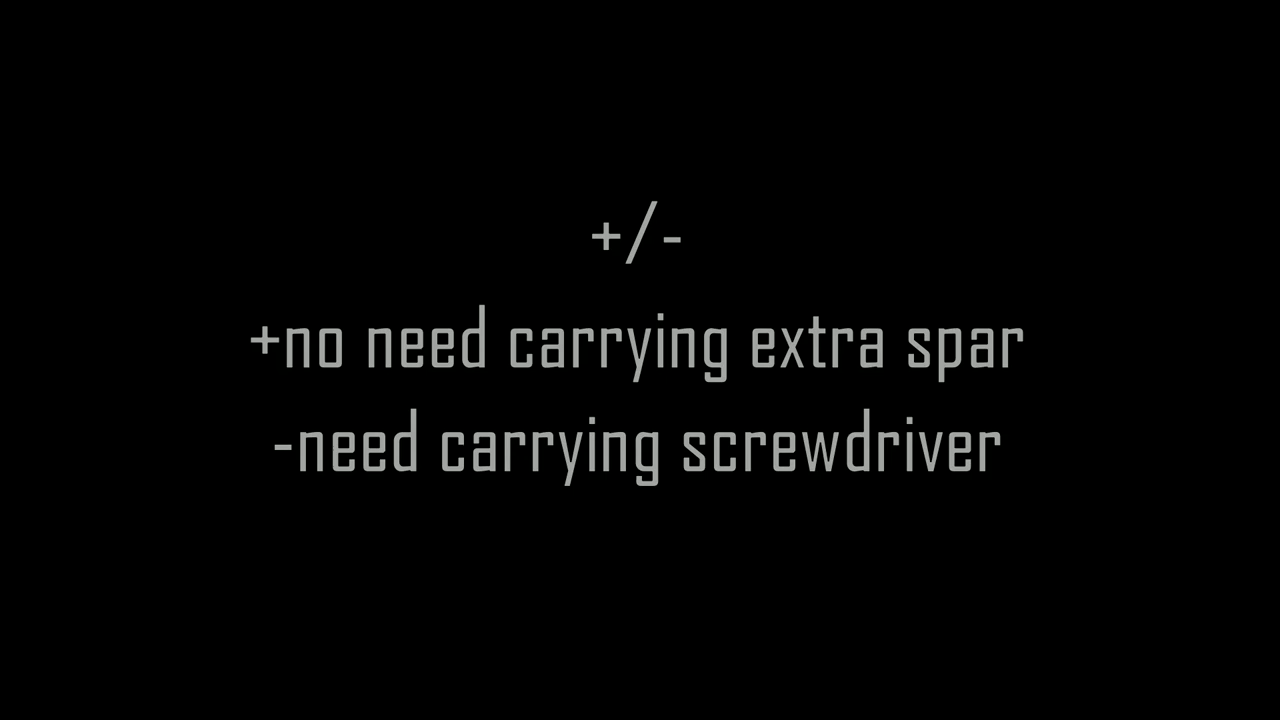 +/-
+no need carrying extra spar
-need carrying screwdriver